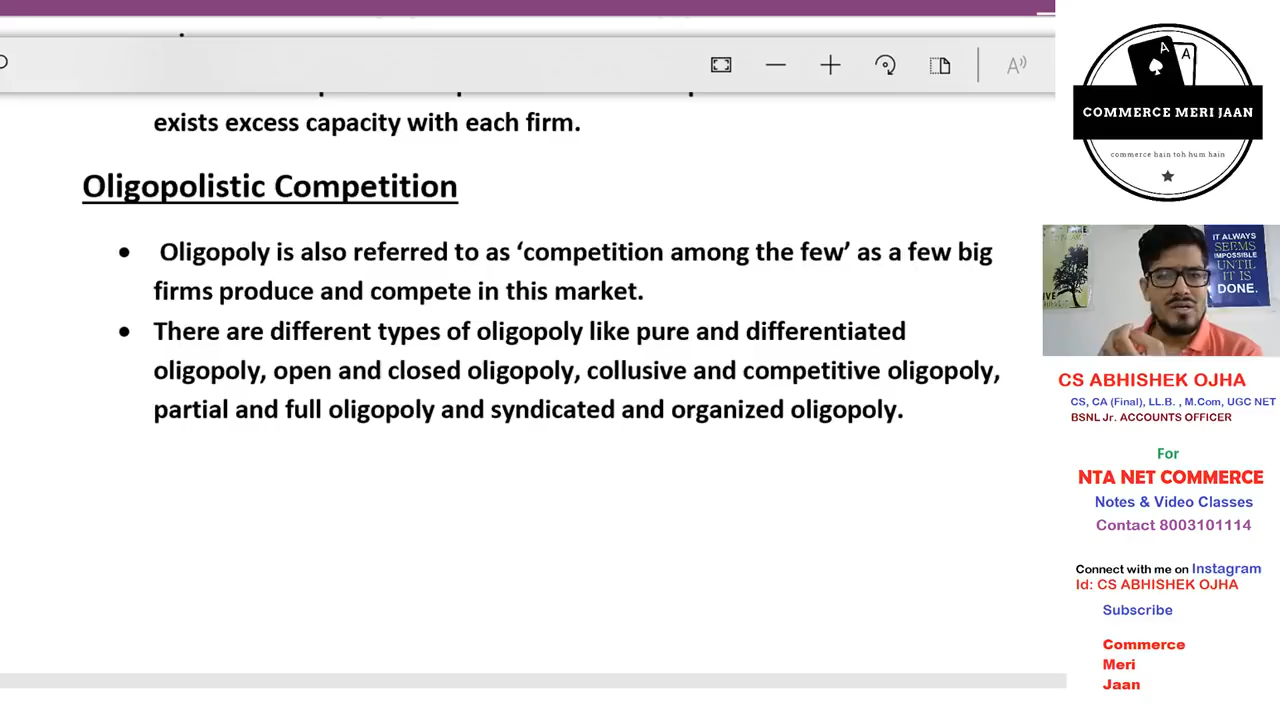 exists excess capacity with each firm.
Oligopolistic Competition
• Oligopoly is also referred to as ‘competition among the few’ as a few big
firms produce and compete in this market.
• There are different types of oligopoly like pure and differentiated
oligopoly, open and closed oligopoly, collusive and competitive oligopoly,
partial and full oligopoly and syndicated and organized oligopoly.
A
A
COMMERCE MERI JAAN
commerce hain toh hum hain
IT ALWAYS
SEEMS
IMPOSSIBLE
UNTIL
IT IS
DONE.
CS ABHISHEK OJHA
CS, CA (Final), LL.B. , M.Com, UGC NET
BSNL Jr. ACCOUNTS OFFICER
For
NTA NET COMMERCE
Notes & Video Classes
Contact 8003101114
Connect with me on Instagram
Id: CS ABHISHEK OJHA
Subscribe
Commerce
Meri
Jaan